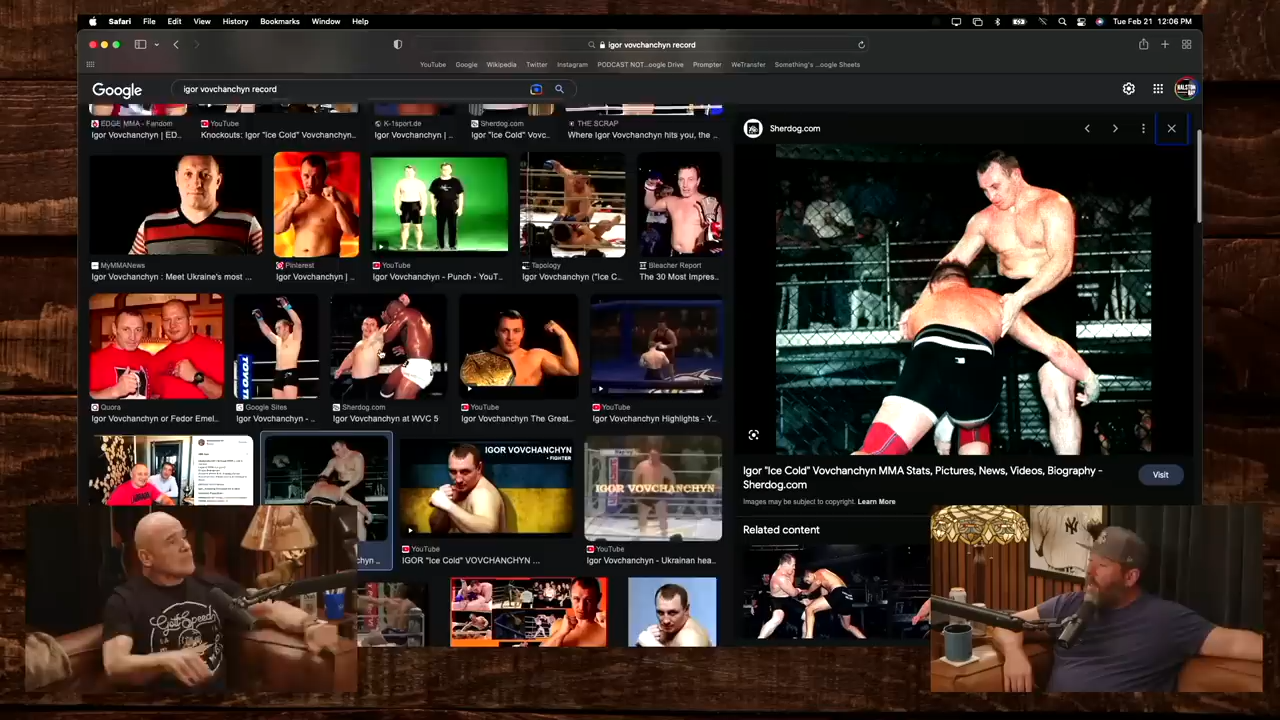 Safari File Edit View History Bookmarks Window Help
Tue Feb 21 12:06 PM
igor vovchanchyn record
YouTube Google Wikipedia Twitter Instagram PODCAST NOT...oogle Drive Prompter WeTransfer Something's ...oogle Sheets
Google
igor vovchanchyn record
EDGE MMA - Fandom
Igor Vovchanchyn | ED..
YouTube
Knockouts: Igor "Ice Cold" Vovchanchyn...
K-1sport.de
Igor Vovchanchyn | ..
Sherdog.com
"Ice Cold" Vovc...
THE SCRAP
Where Igor Vovchanchyn hits you, the ..
Sherdog.com
MyMMANews
Igor Vovchanchyn : Meet Ukraine's most ...
Pinterest
Igor Vovchanchyn | ..
YouTube
Igor Vovchanchyn - Punch - YouT...
Tapology
Igor Vovchanchyn ("Ice C..
Bleacher Report
The 30 Most Impres..
TOYO TI
Quora
Igor Vovchanchyn or Fedor Emel..
Google Sites
Igor Vovchanchyn - ..
Sherdog.com
Igor Vovchanchyn at WVC 5
YouTube
Igor Vovchanchyn The Great...
YouTube
Igor Vovchanchyn Highlights - Y..
Igor "Ice Cold" Vovchanchyn MMA Stats, Pictures, News, Videos, Biography -
Sherdog.com
Visit
Images may be subject to copyright. Learn More
Related content
IGOR VOVCHANCHYN
- FIGHTER
IGOR VOVCHANCHYN
chyn ..
YouTube
IGOR "Ice Cold" VOVCHANCHYN ...
YouTube
Igor Vovchanchyn - Ukrainian hea..
Got Speed
NY